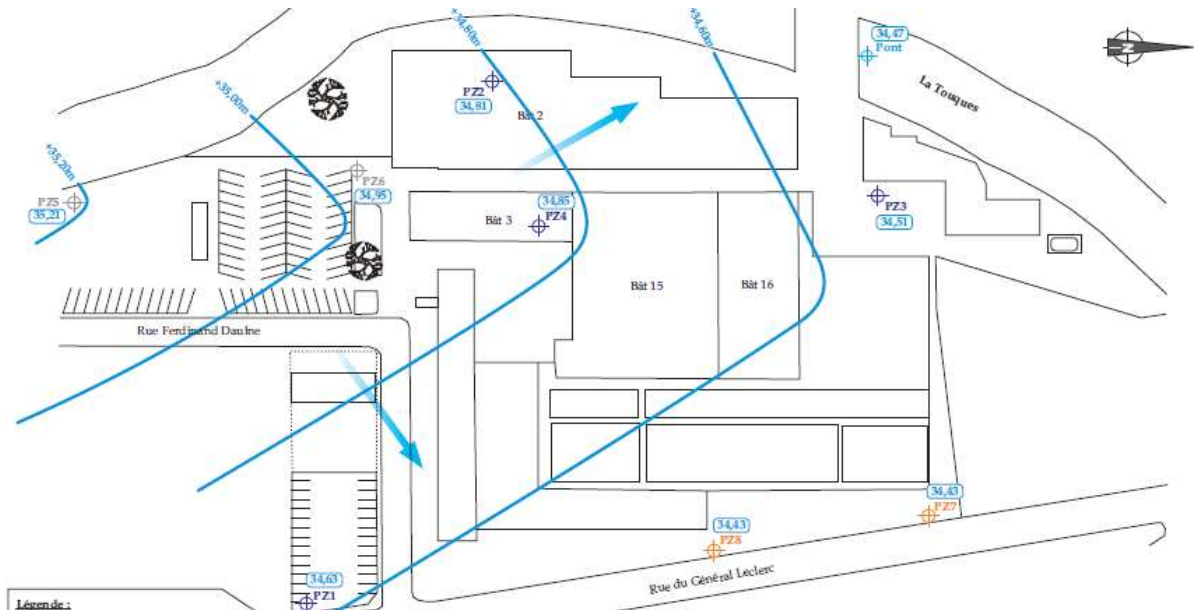 +35,20m
+35,00m
+34,80m
+34,60m
34,47
Pont
N
La Touques
PZ2
34,81
Bât 2
PZ5
35,21
PZ6
34,95
Bât 3
34,85
PZ4
PZ3
34,51
Bât 15
Bât 16
Rue Ferdinand Daulne
34,43
PZ7
34,43
PZ8
Rue du Général Leclerc
34,63
PZ1
Légende :